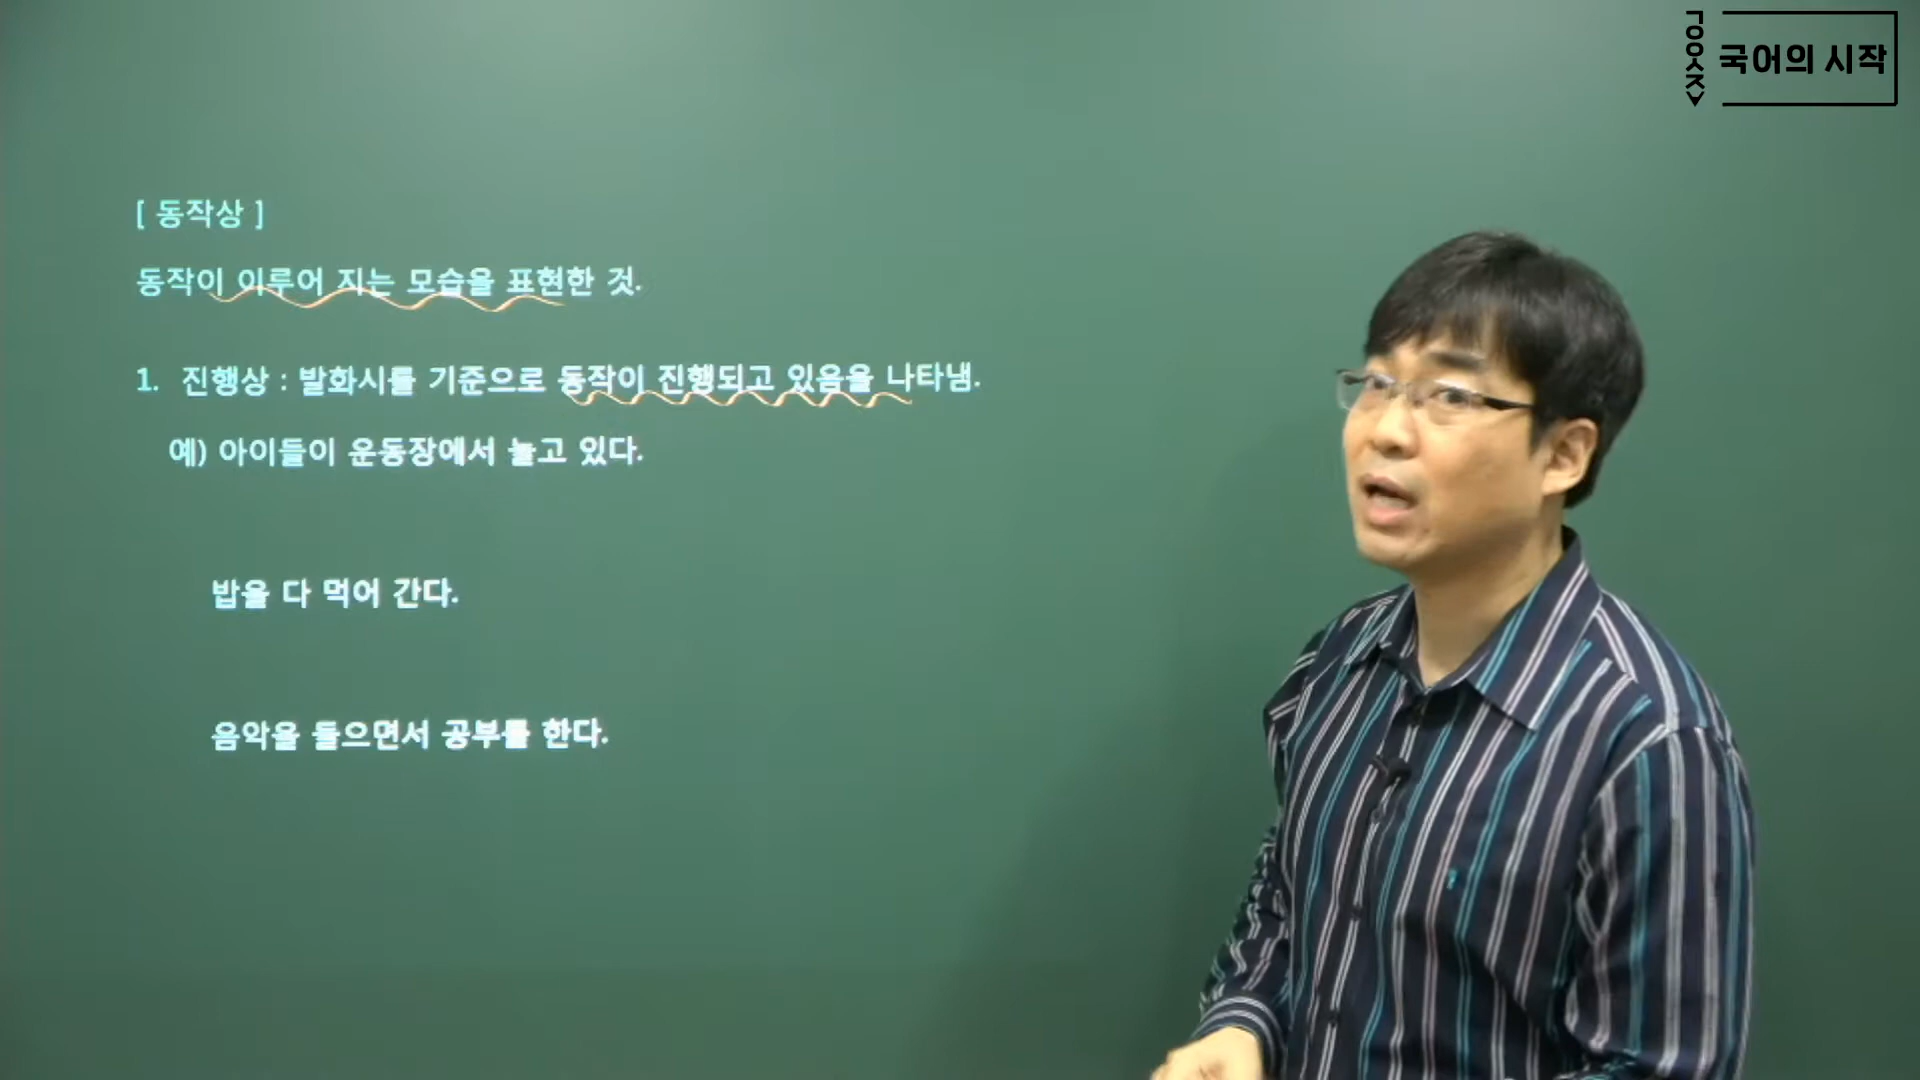 ㄱㅇㅇㅅㅈ
국어의 시작
[ 동작상 ]
동작이 이루어 지는 모습을 표현한 것.
1. 진행상 : 발화시를 기준으로 동작이 진행되고 있음을 나타냄.
예) 아이들이 운동장에서 놀고 있다.
밥을 다 먹어 간다.
음악을 들으면서 공부를 한다.